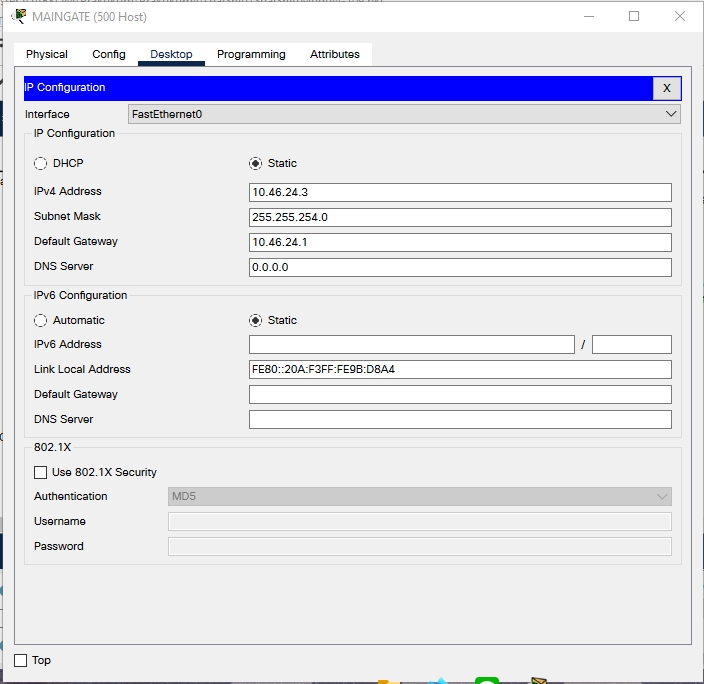 MAINGATE (500 Host)
Physical Config Desktop Programming Attributes
IP Configuration X
Interface FastEthernet0
IP Configuration
DHCP Static
IPv4 Address 10.46.24.3
Subnet Mask 255.255.254.0
Default Gateway 10.46.24.1
DNS Server 0.0.0.0
IPv6 Configuration
Automatic Static
IPv6 Address /
Link Local Address FE80::20A:F3FF:FE9B:D8A4
Default Gateway
DNS Server
802.1X
Use 802.1X Security
Authentication MD5
Username
Password
Top